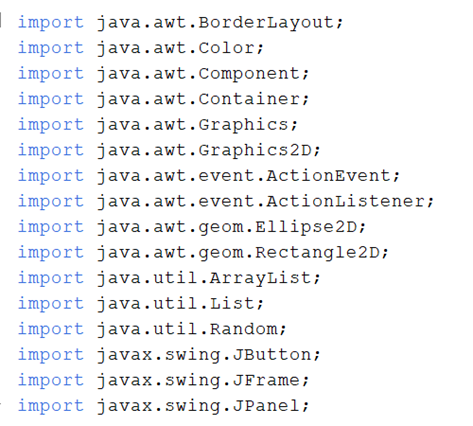 import java.awt.BorderLayout;
import java.awt.Color;
import java.awt.Component;
import java.awt.Container;
import java.awt.Graphics;
import java.awt.Graphics2D;
import java.awt.event.ActionEvent;
import java.awt.event.ActionListener;
import java.awt.geom.Ellipse2D;
import java.awt.geom.Rectangle2D;
import java.util.ArrayList;
import java.util.List;
import java.util.Random;
import javax.swing.JButton;
import javax.swing.JFrame;
import javax.swing.JPanel;